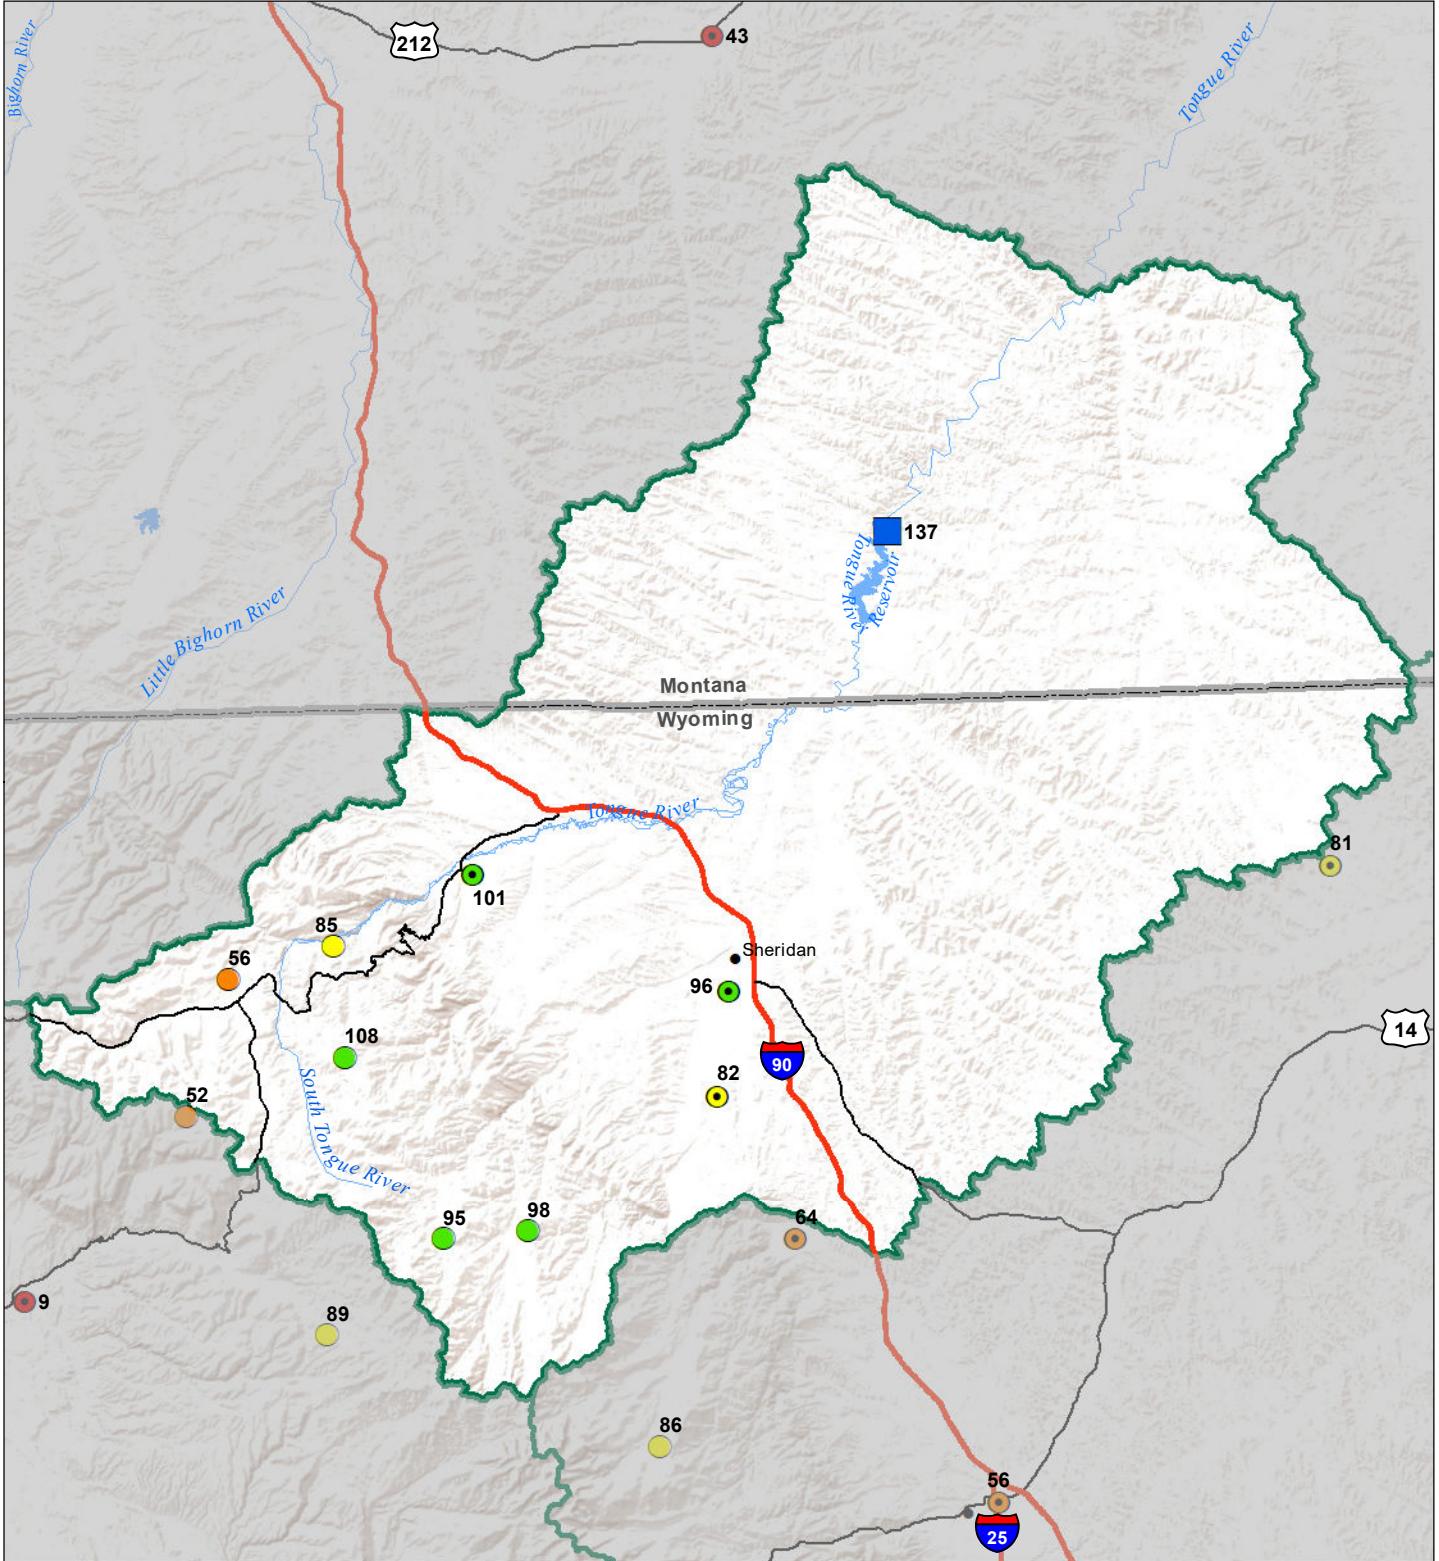 Bighorn River
212
43
Tongue River
137
Tongue River
Reservoir
Little Bighorn River
Montana
Wyoming
Tongue River
81
101
85
Sheridan
56
96
14
108
90
82
52
South Tongue River
95
98
64
9
89
86
56
25